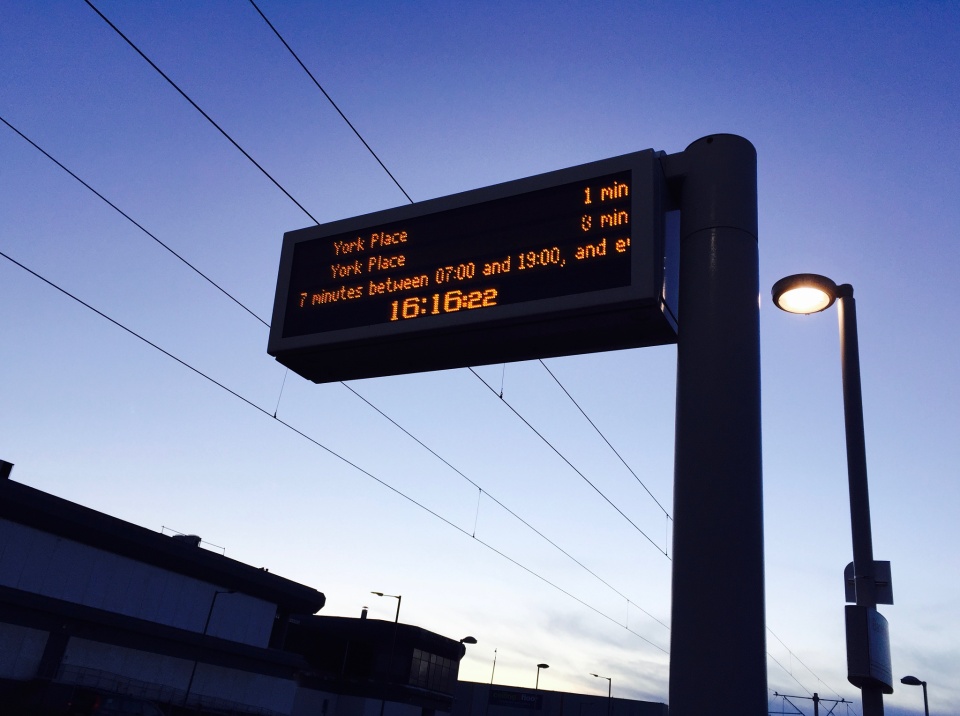 York Place 1 min
York Place 8 min
7 minutes between 07:00 and 19:00, and e
16:16:22